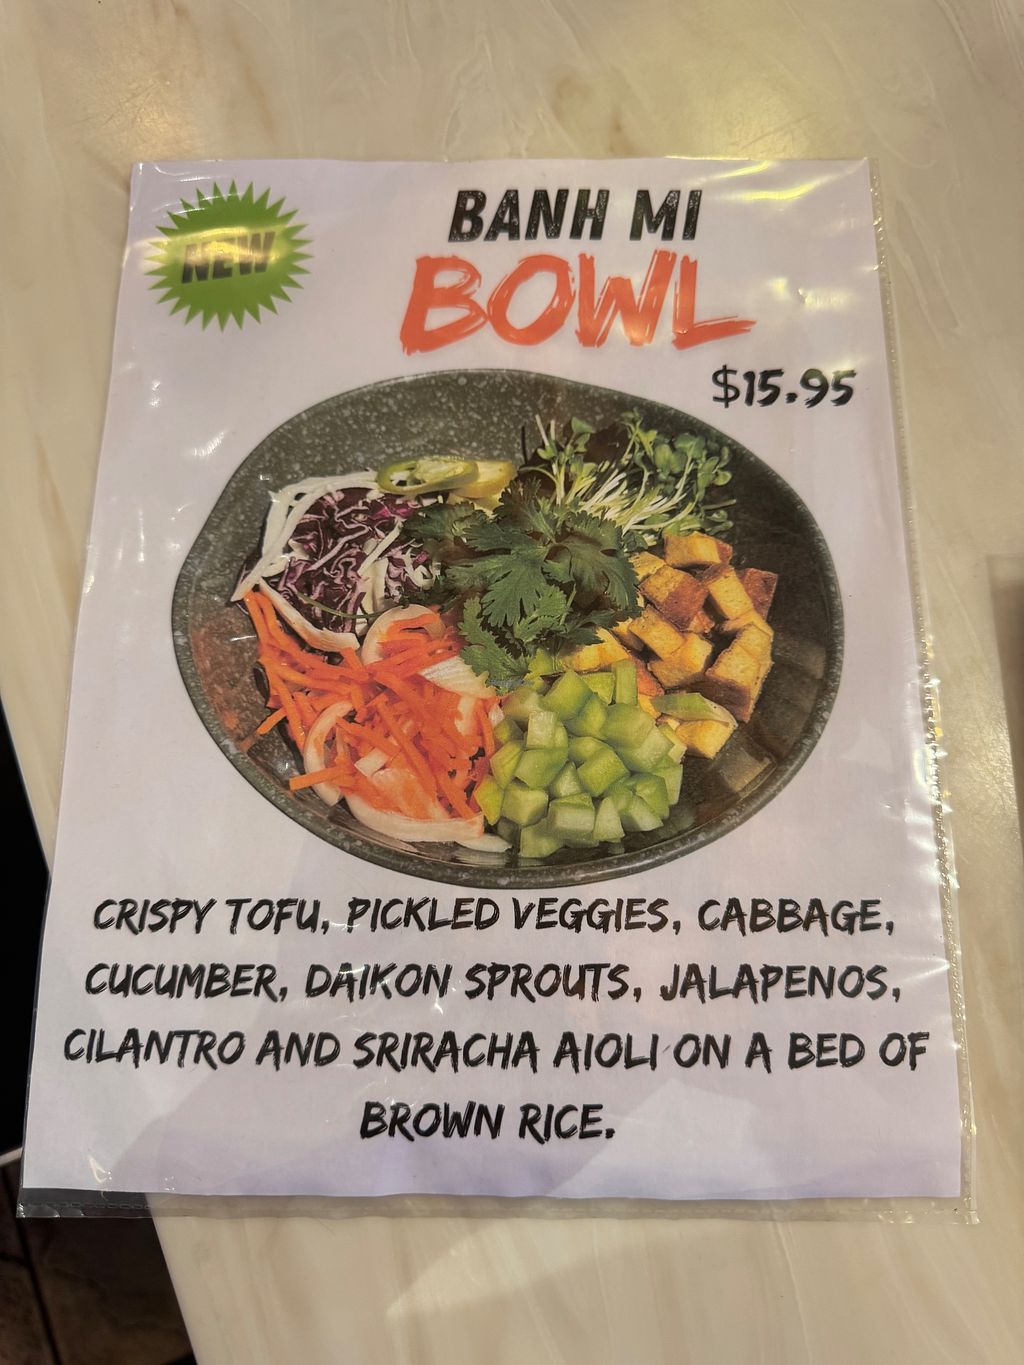 NEW
BANH MI
BOWL
$15.95
CRISPY TOFU, PICKLED VEGGIES, CABBAGE,
CUCUMBER, DAIKON SPROUTS, JALAPENOS,
CILANTRO AND SRIRACHA AIOLI ON A BED OF
BROWN RICE.